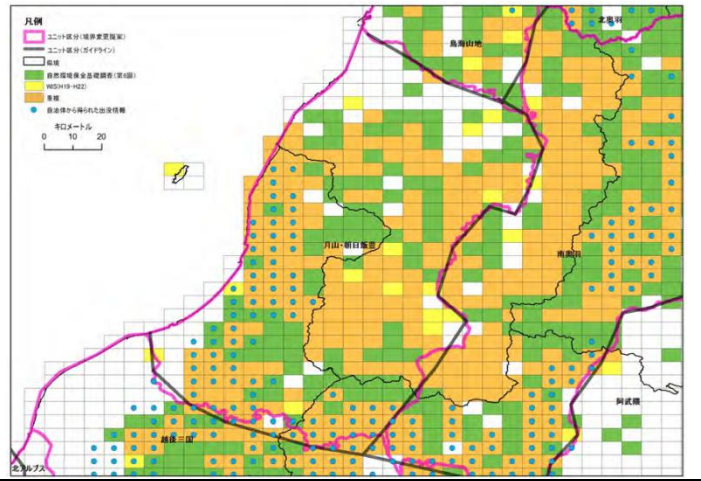 凡例
ユニット区分(境界変更提案)
ユニット区分(ガイドライン)
県境
自然環境保全基礎調査(第6回)
WIS(H19-H22)
重複
自治体から得られた出没情報
キロメートル
0 10 20
北奥羽
鳥海山地
月山・朝日飯豊
南奥羽
阿武隈
越後三国
北アルプス